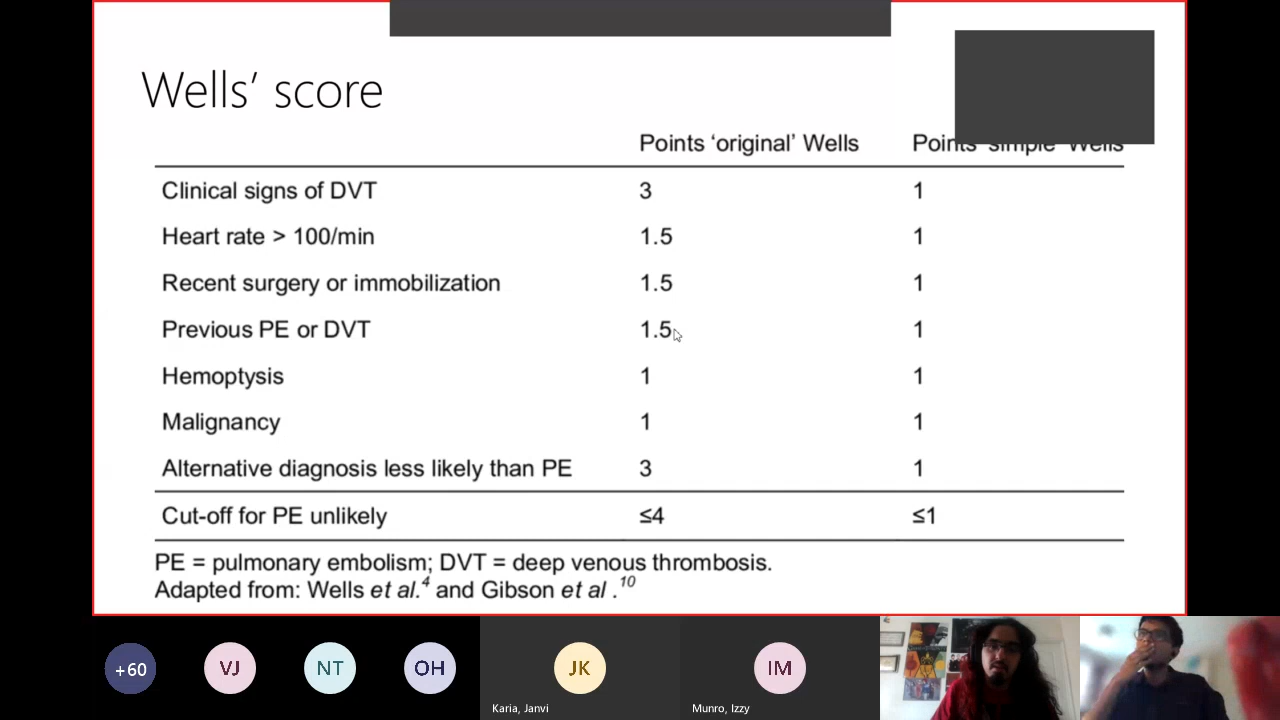 Wells’ score
Points ‘original’ Wells Points ‘simple’ Wells
Clinical signs of DVT 3 1
Heart rate > 100/min 1.5 1
Recent surgery or immobilization 1.5 1
Previous PE or DVT 1.5 1
Hemoptysis 1 1
Malignancy 1 1
Alternative diagnosis less likely than PE 3 1
Cut-off for PE unlikely ≤4 ≤1
PE = pulmonary embolism; DVT = deep venous thrombosis.
Adapted from: Wells et al.4 and Gibson et al .10
+60 VJ NT OH JK IM
Karia, Janvi Munro, Izzy